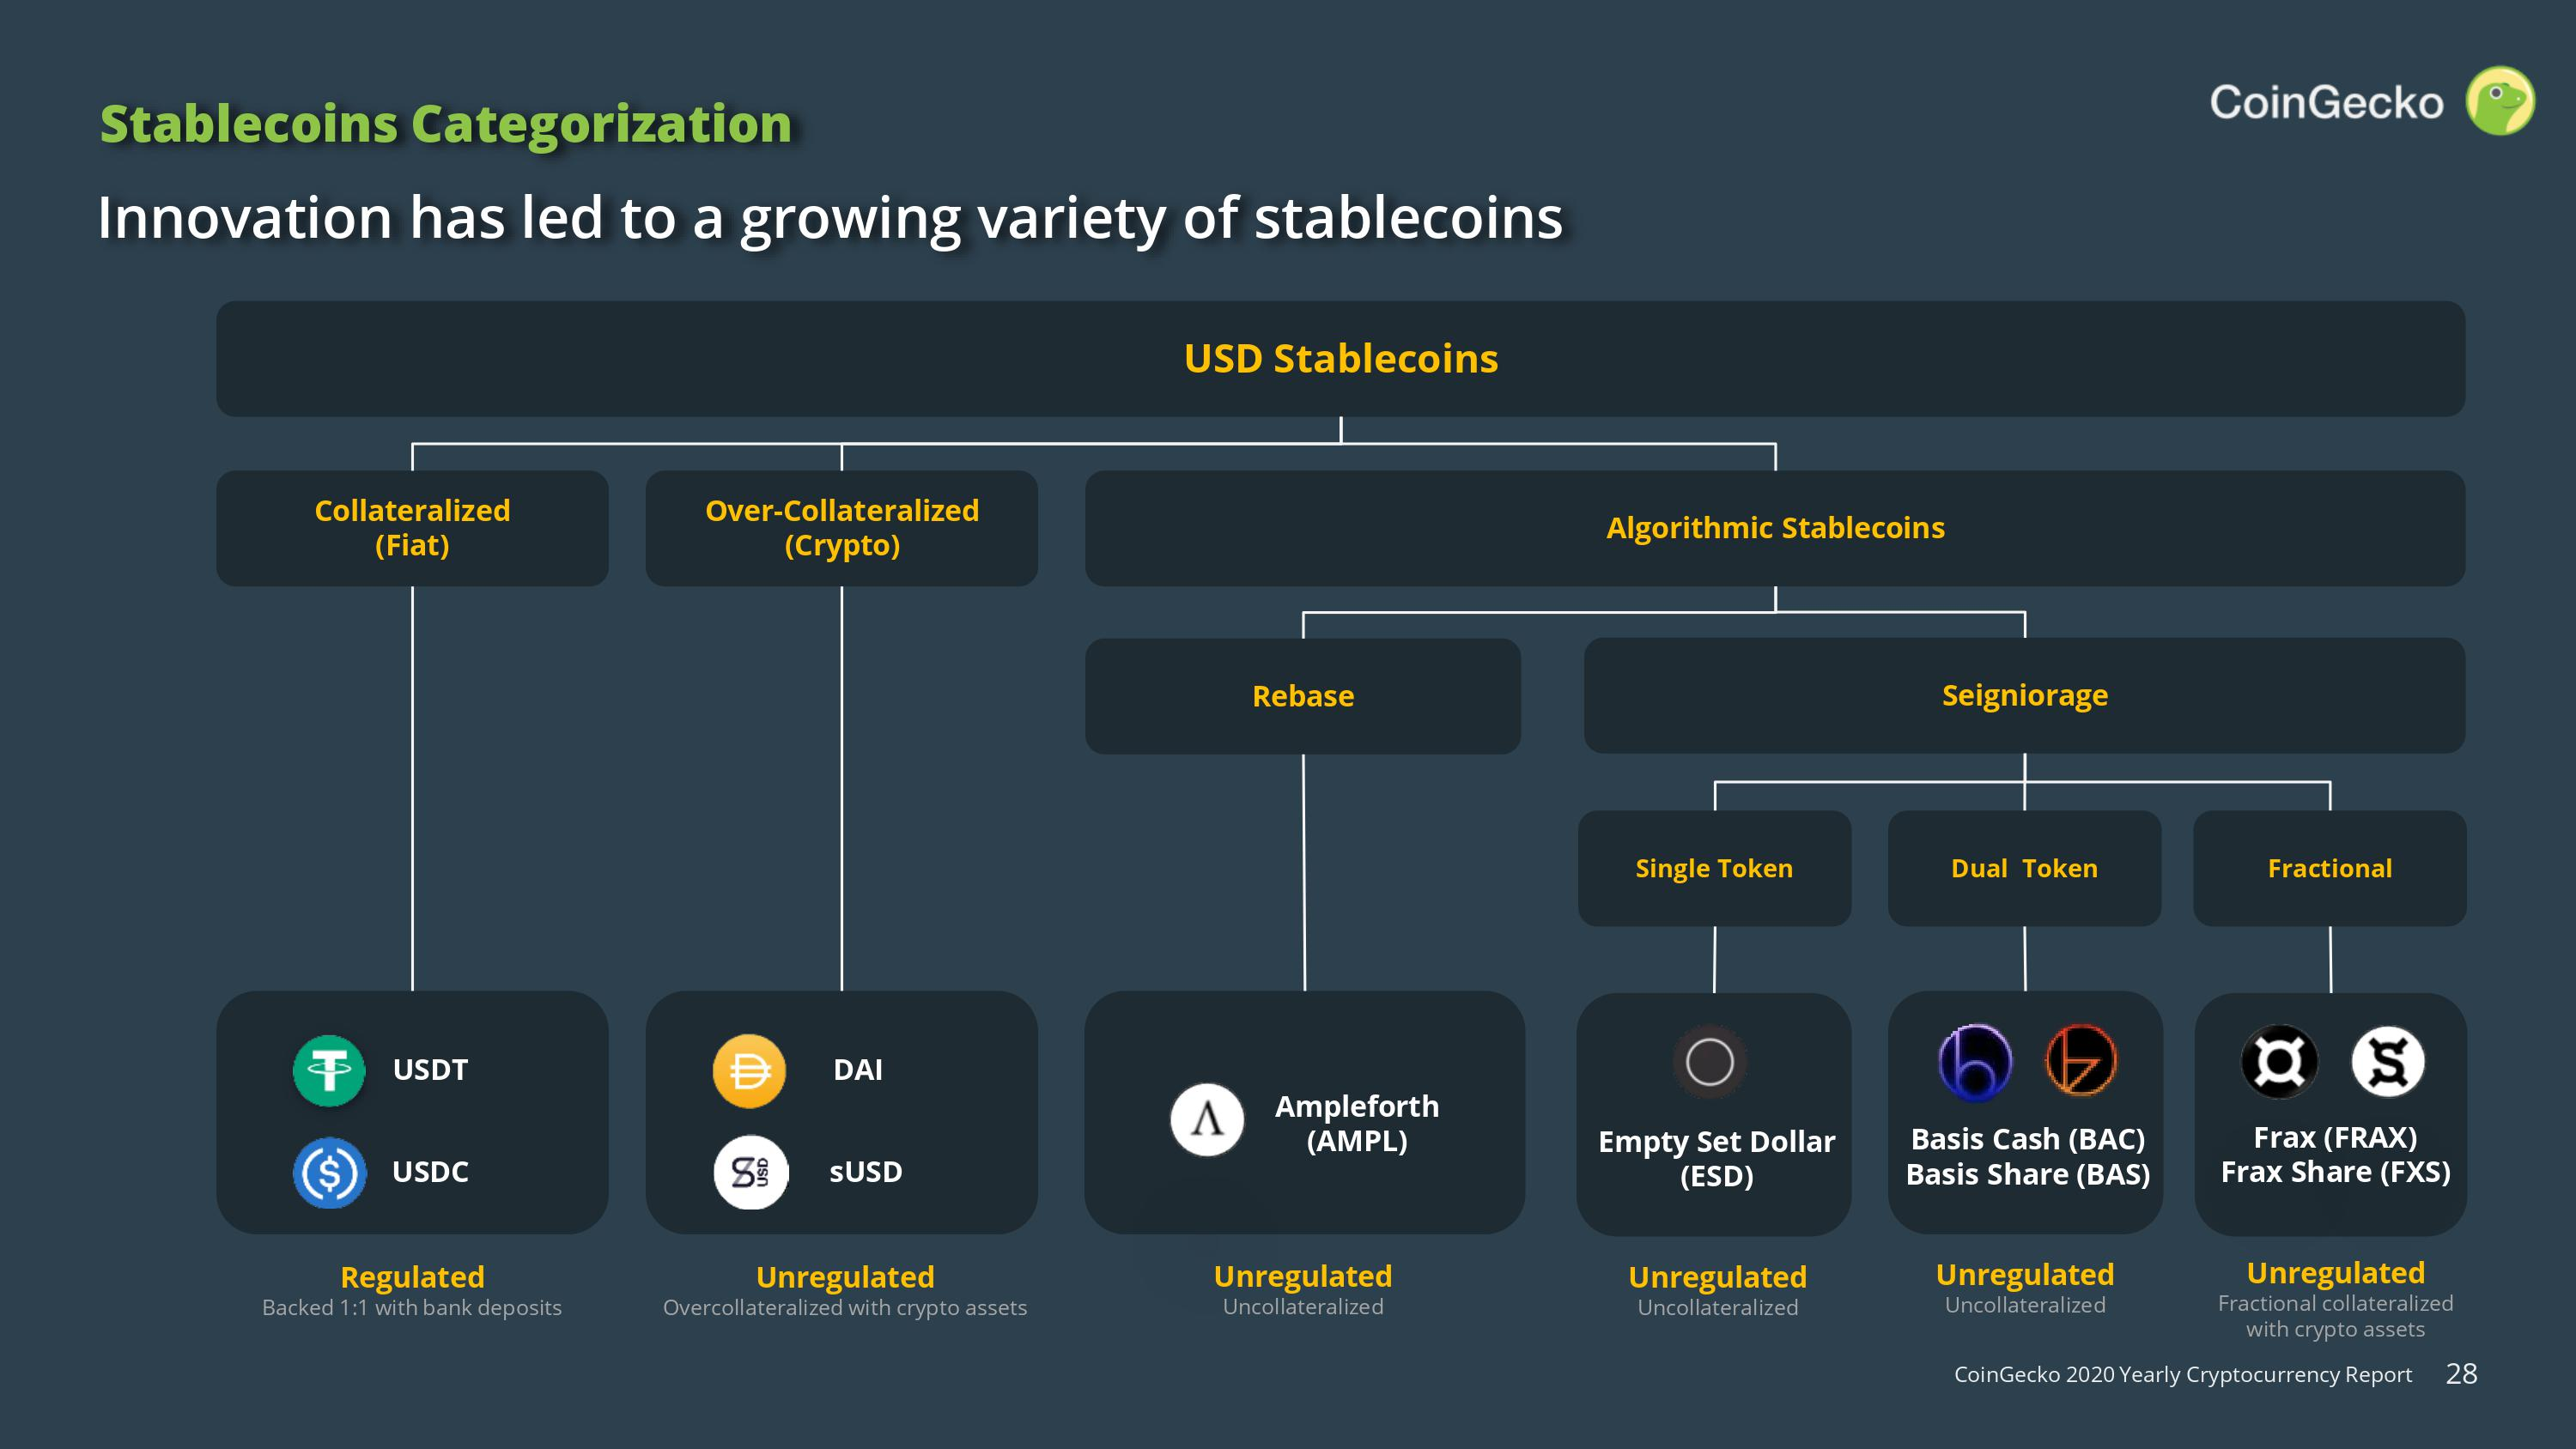 CoinGecko
Stablecoins Categorization
Innovation has led to a growing variety of stablecoins
USD Stablecoins
Collateralized
(Fiat)
Over-Collateralized
(Crypto)
Algorithmic Stablecoins
Rebase
Seigniorage
Single Token
Dual Token
Fractional
USDT
USDC
DAI
S USD
sUSD
Ampleforth
(AMPL)
Empty Set Dollar
(ESD)
Basis Cash (BAC)
Basis Share (BAS)
Frax (FRAX)
Frax Share (FXS)
Regulated
Backed 1:1 with bank deposits
Unregulated
Overcollateralized with crypto assets
Unregulated
Uncollateralized
Unregulated
Uncollateralized
Unregulated
Uncollateralized
Unregulated
Fractional collateralized
with crypto assets
CoinGecko 2020 Yearly Cryptocurrency Report 28